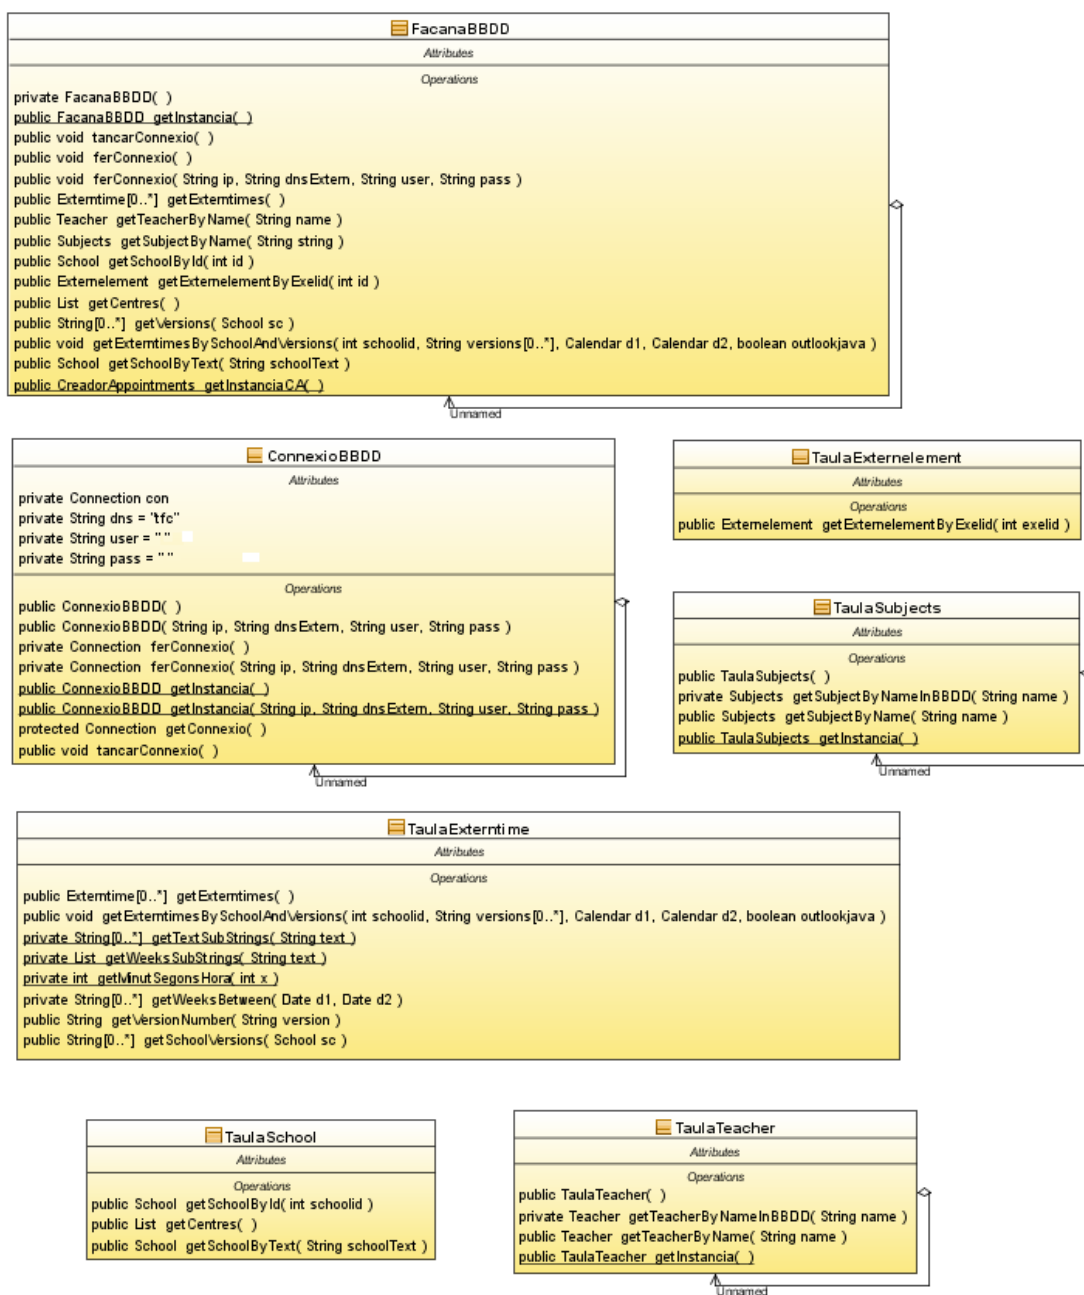 FacanaBBDD
Attributes
Operations
private FacanaBBDD( )
public FacanaBBDD getInstancia( )
public void tancarConnexio( )
public void ferConnexio( )
public void ferConnexio( String ip, String dnsExtern, String user, String pass )
public Externtime[0..*] getExterntimes( )
public Teacher getTeacherByName( String name )
public Subjects getSubjectByName( String string )
public School getSchoolById( int id )
public Externelement getExternelementByExelid( int id )
public List getCentres( )
public String[0..*] getVersions( School sc )
public void getExterntimesBySchoolAndVersions( int schoolid, String versions[0..*], Calendar d1, Calendar d2, boolean outlookjava )
public School getSchoolByText( String schoolText )
public CreadorAppointments getInstanciaCA( )
Unnamed
ConnexioBBDD
Attributes
private Connection con
private String dns = "tfc"
private String user = " "
private String pass = " "
Operations
public ConnexioBBDD( )
public ConnexioBBDD( String ip, String dnsExtern, String user, String pass )
private Connection ferConnexio( )
private Connection ferConnexio( String ip, String dnsExtern, String user, String pass )
public ConnexioBBDD getInstancia( )
public ConnexioBBDD getInstancia( String ip, String dnsExtern, String user, String pass )
protected Connection getConnexio( )
public void tancarConnexio( )
Unnamed
TaulaExternelement
Attributes
Operations
public Externelement getExternelementByExelid( int exelid )
TaulaSubjects
Attributes
Operations
public TaulaSubjects( )
private Subjects getSubjectByNameInBBDD( String name )
public Subjects getSubjectByName( String name )
public TaulaSubjects getInstancia( )
Unnamed
TaulaExterntime
Attributes
Operations
public Externtime[0..*] getExterntimes( )
public void getExterntimesBySchoolAndVersions( int schoolid, String versions[0..*], Calendar d1, Calendar d2, boolean outlookjava )
private String[0..*] getTextSubStrings( String text )
private List getWeeksSubStrings( String text )
private int getMinutSegonsHora( int x )
private String[0..*] getWeeksBetween( Date d1, Date d2 )
public String getVersionNumber( String version )
public String[0..*] getSchoolVersions( School sc )
TaulaSchool
Attributes
Operations
public School getSchoolById( int schoolid )
public List getCentres( )
public School getSchoolByText( String schoolText )
TaulaTeacher
Attributes
Operations
public TaulaTeacher( )
private Teacher getTeacherByNameInBBDD( String name )
public Teacher getTeacherByName( String name )
public TaulaTeacher getInstancia( )
Unnamed